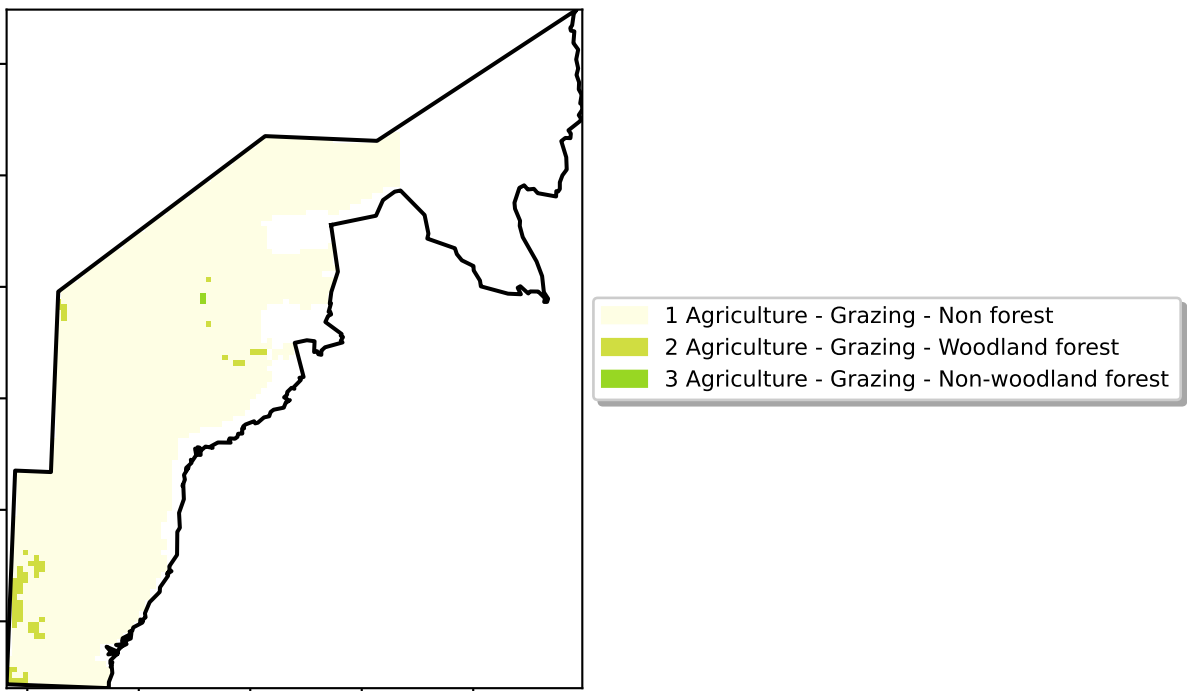 1 Agriculture - Grazing - Non forest
2 Agriculture - Grazing - Woodland forest
3 Agriculture - Grazing - Non-woodland forest